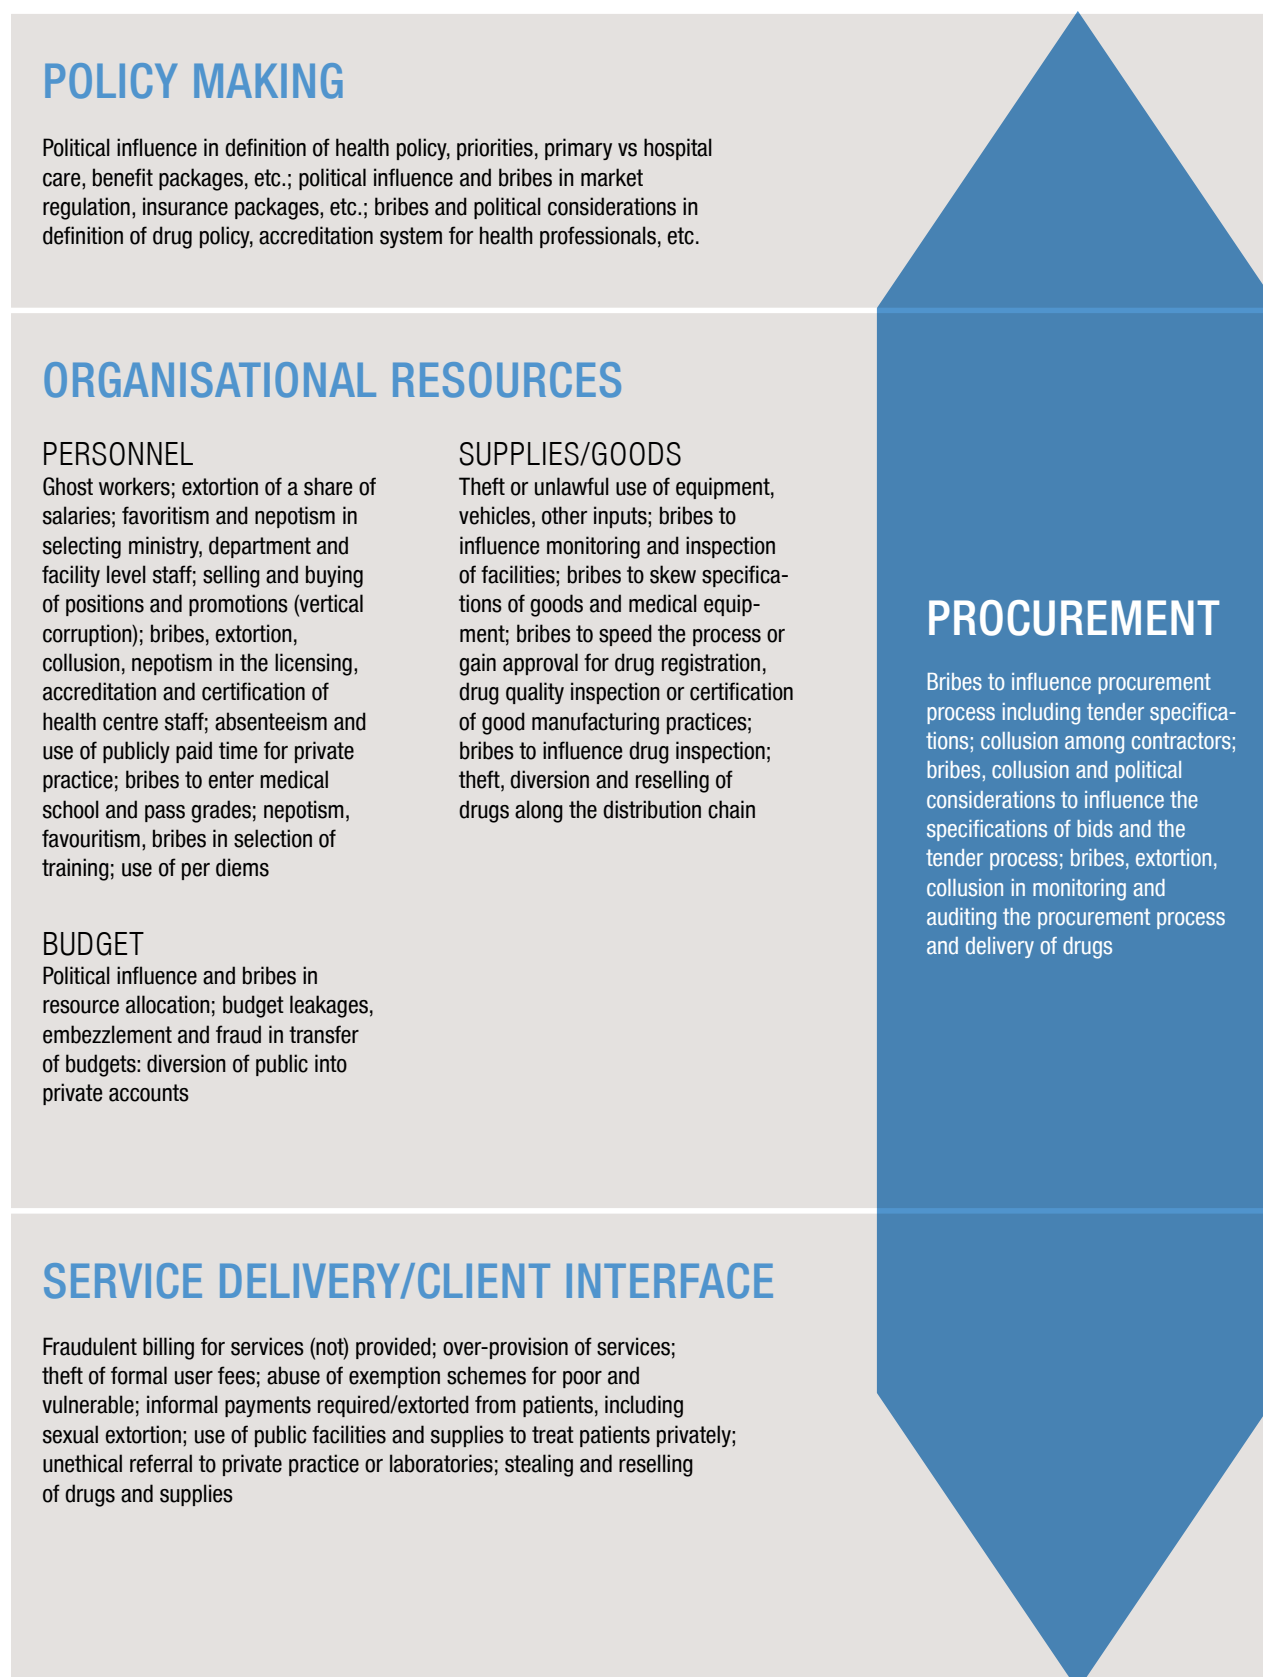 POLICY MAKING
Political influence in definition of health policy, priorities, primary vs hospital
care, benefit packages, etc.; political influence and bribes in market
regulation, insurance packages, etc.; bribes and political considerations in
definition of drug policy, accreditation system for health professionals, etc.
ORGANISATIONAL RESOURCES
PERSONNEL
Ghost workers; extortion of a share of
salaries; favoritism and nepotism in
selecting ministry, department and
facility level staff; selling and buying
of positions and promotions (vertical
corruption); bribes, extortion,
collusion, nepotism in the licensing,
accreditation and certification of
health centre staff; absenteeism and
use of publicly paid time for private
practice; bribes to enter medical
school and pass grades; nepotism,
favouritism, bribes in selection of
training; use of per diems
BUDGET
Political influence and bribes in
resource allocation; budget leakages,
embezzlement and fraud in transfer
of budgets: diversion of public into
private accounts
SUPPLIES/GOODS
Theft or unlawful use of equipment,
vehicles, other inputs; bribes to
influence monitoring and inspection
of facilities; bribes to skew specifica-
tions of goods and medical equip-
ment; bribes to speed the process or
gain approval for drug registration,
drug quality inspection or certification
of good manufacturing practices;
bribes to influence drug inspection;
theft, diversion and reselling of
drugs along the distribution chain
PROCUREMENT
Bribes to influence procurement
process including tender specifica-
tions; collusion among contractors;
bribes, collusion and political
considerations to influence the
specifications of bids and the
tender process; bribes, extortion,
collusion in monitoring and
auditing the procurement process
and delivery of drugs
SERVICE DELIVERY/CLIENT INTERFACE
Fraudulent billing for services (not) provided; over-provision of services;
theft of formal user fees; abuse of exemption schemes for poor and
vulnerable; informal payments required/extorted from patients, including
sexual extortion; use of public facilities and supplies to treat patients privately;
unethical referral to private practice or laboratories; stealing and reselling
of drugs and supplies